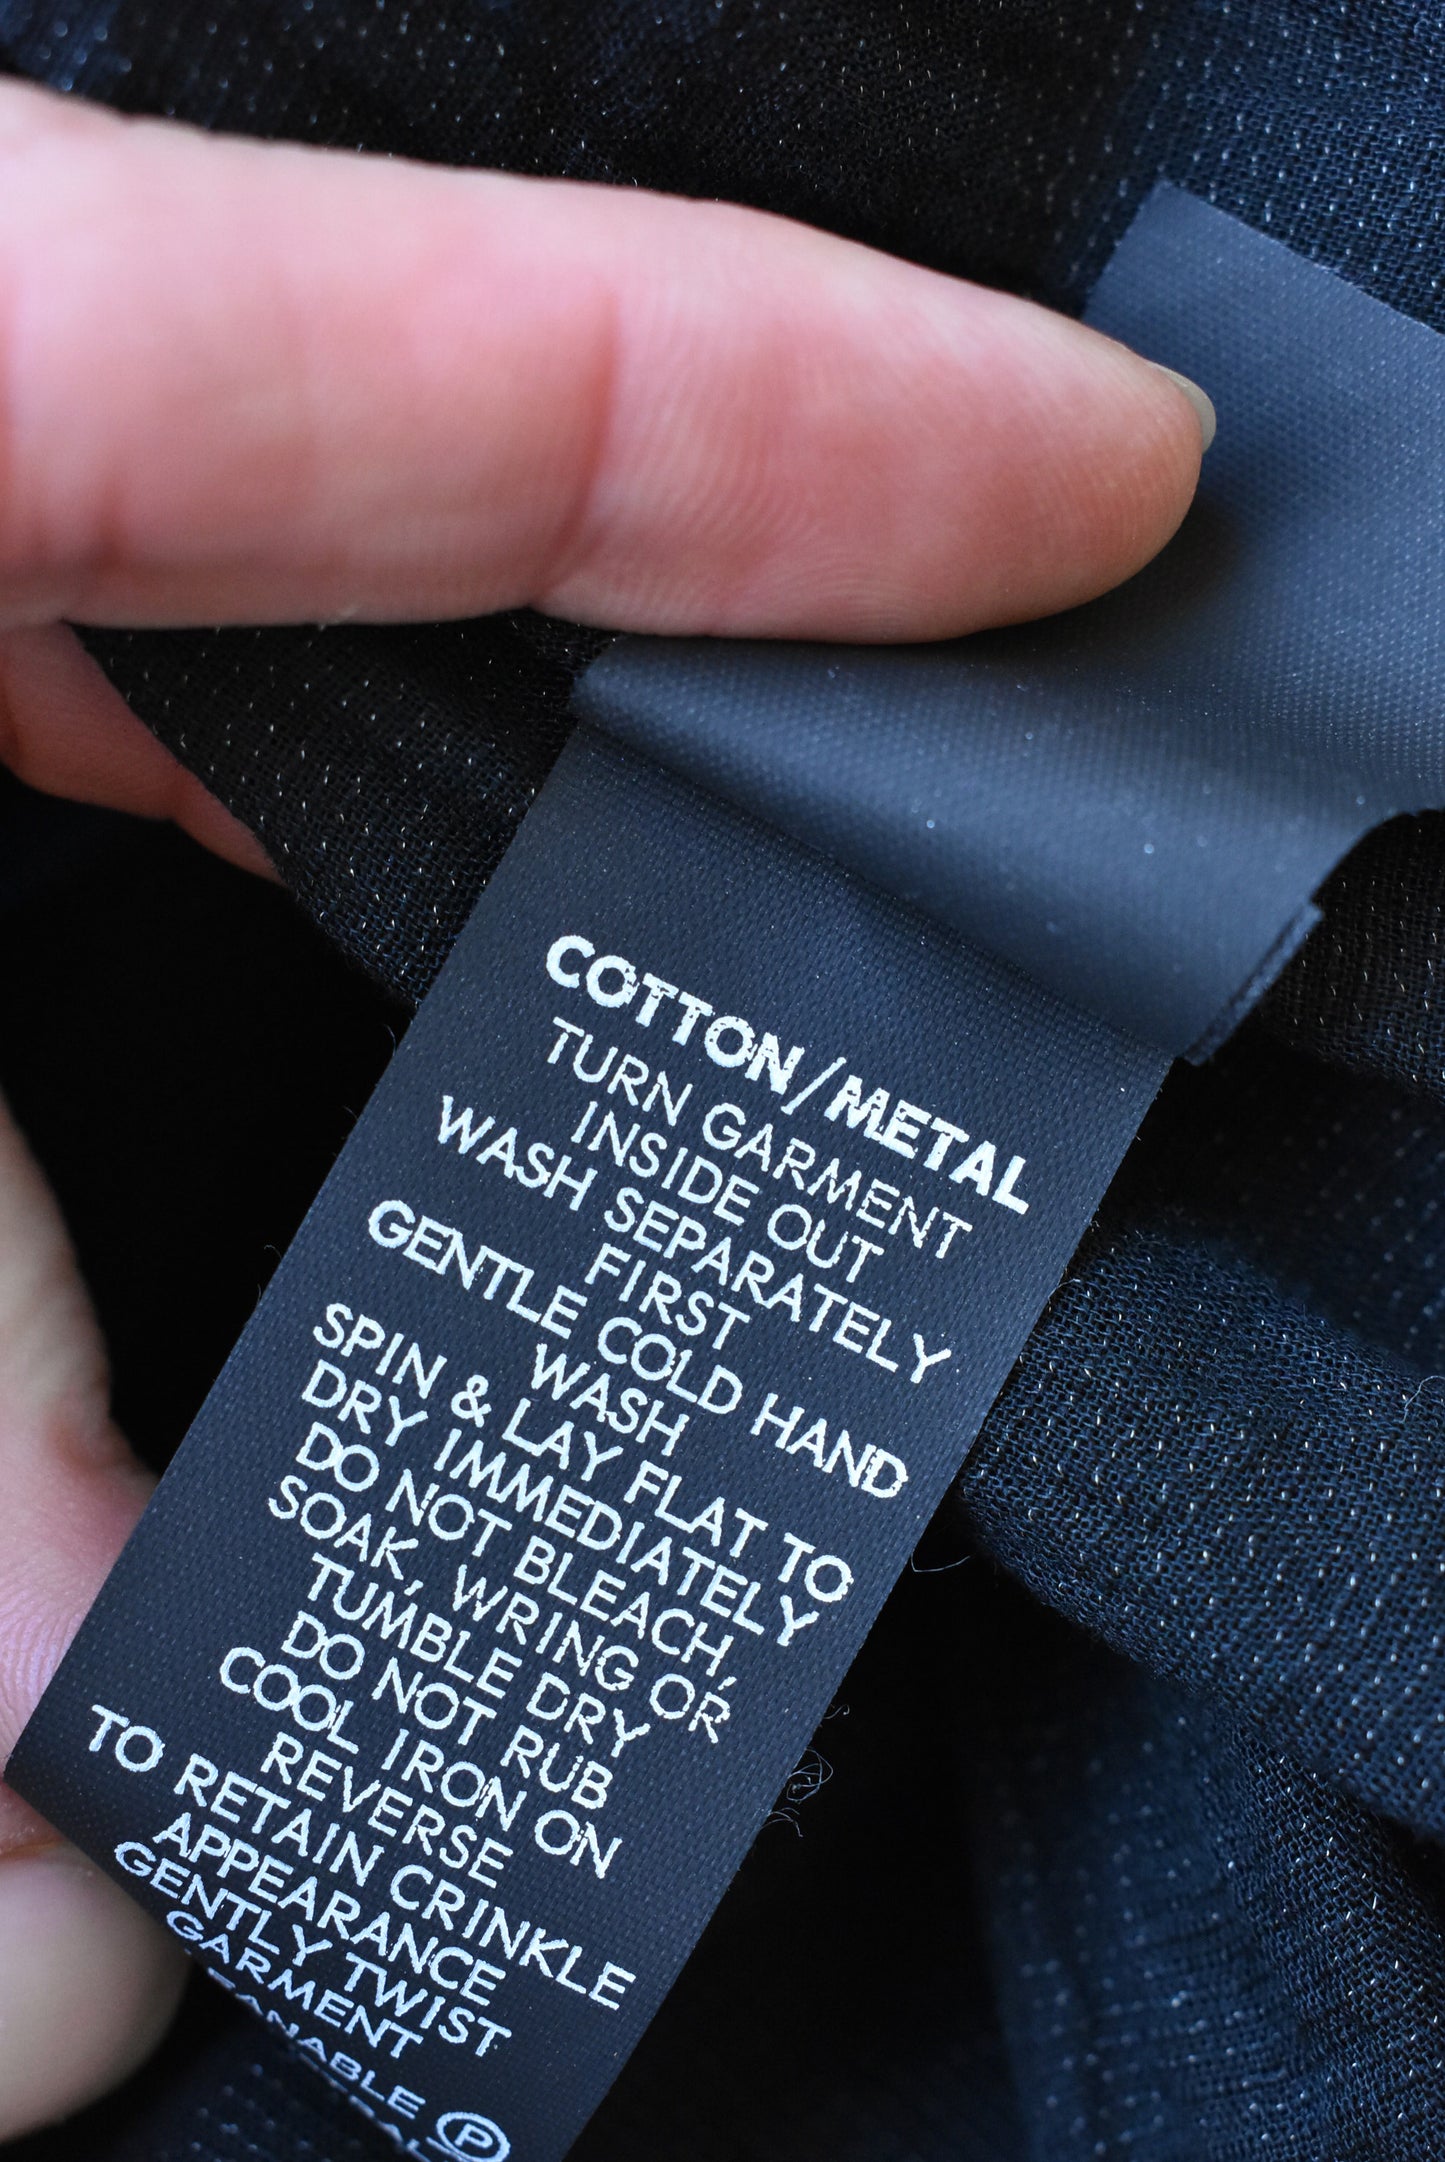 COTTON/METAL
TURN GARMENT
INSIDE OUT
WASH SEPARATELY
FIRST
GENTLE COLD HAND
WASH
SPIN & LAY FLAT TO
DRY IMMEDIATELY
DO NOT BLEACH,
SOAK, WRING OR
TUMBLE DRY
DO NOT RUB
COOL IRON ON
REVERSE
TO RETAIN CRINKLE
APPEARANCE
GENTLY TWIST
GARMENT
P